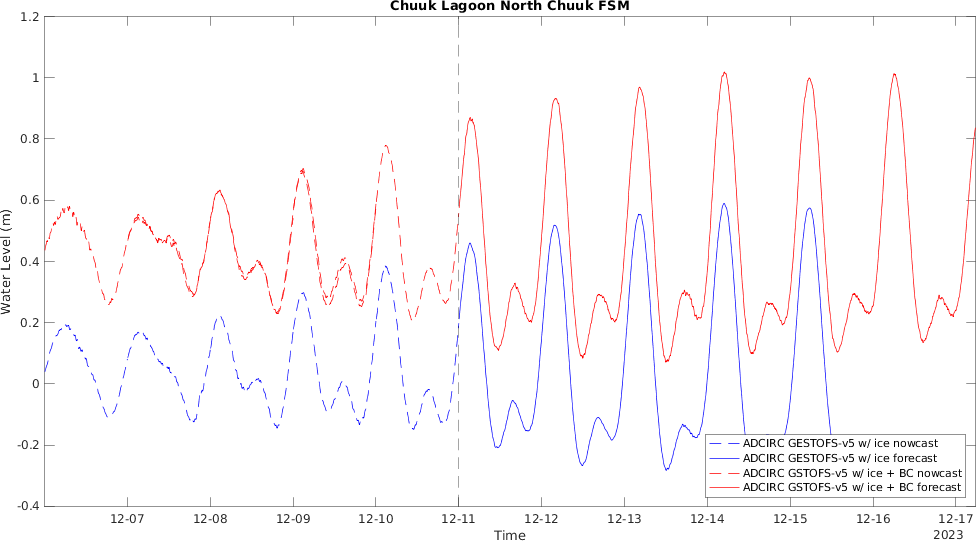 Chuuk Lagoon North Chuuk FSM
1.2
1
0.8
0.6
0.4
0.2
0
-0.2
-0.4
Water Level (m)
ADCIRC GESTOFS-v5 w/ ice nowcast
ADCIRC GESTOFS-v5 w/ ice forecast
ADCIRC GSTOFS-v5 w/ ice + BC nowcast
ADCIRC GSTOFS-v5 w/ ice + BC forecast
12-07 12-08 12-09 12-10 12-11 12-12 12-13 12-14 12-15 12-16 12-17
Time 2023